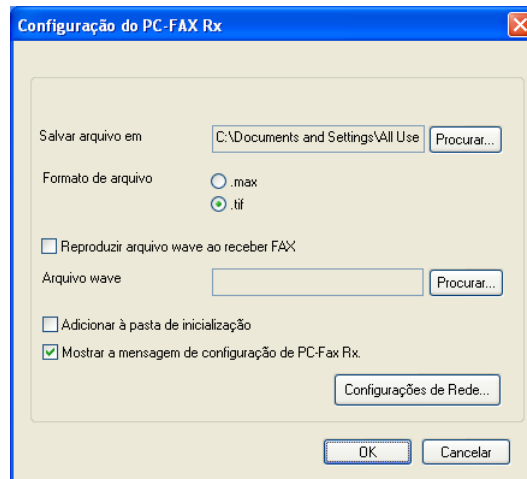 Configuração do PC-FAX Rx
Salvar arquivo em
C:\Documents and Settings\All Use
Procurar...
Formato de arquivo
.max
.tif
Reproduzir arquivo wave ao receber FAX
Arquivo wave
Procurar...
Adicionar à pasta de inicialização
Mostrar a mensagem de configuração de PC-Fax Rx.
Configurações de Rede...
OK
Cancelar